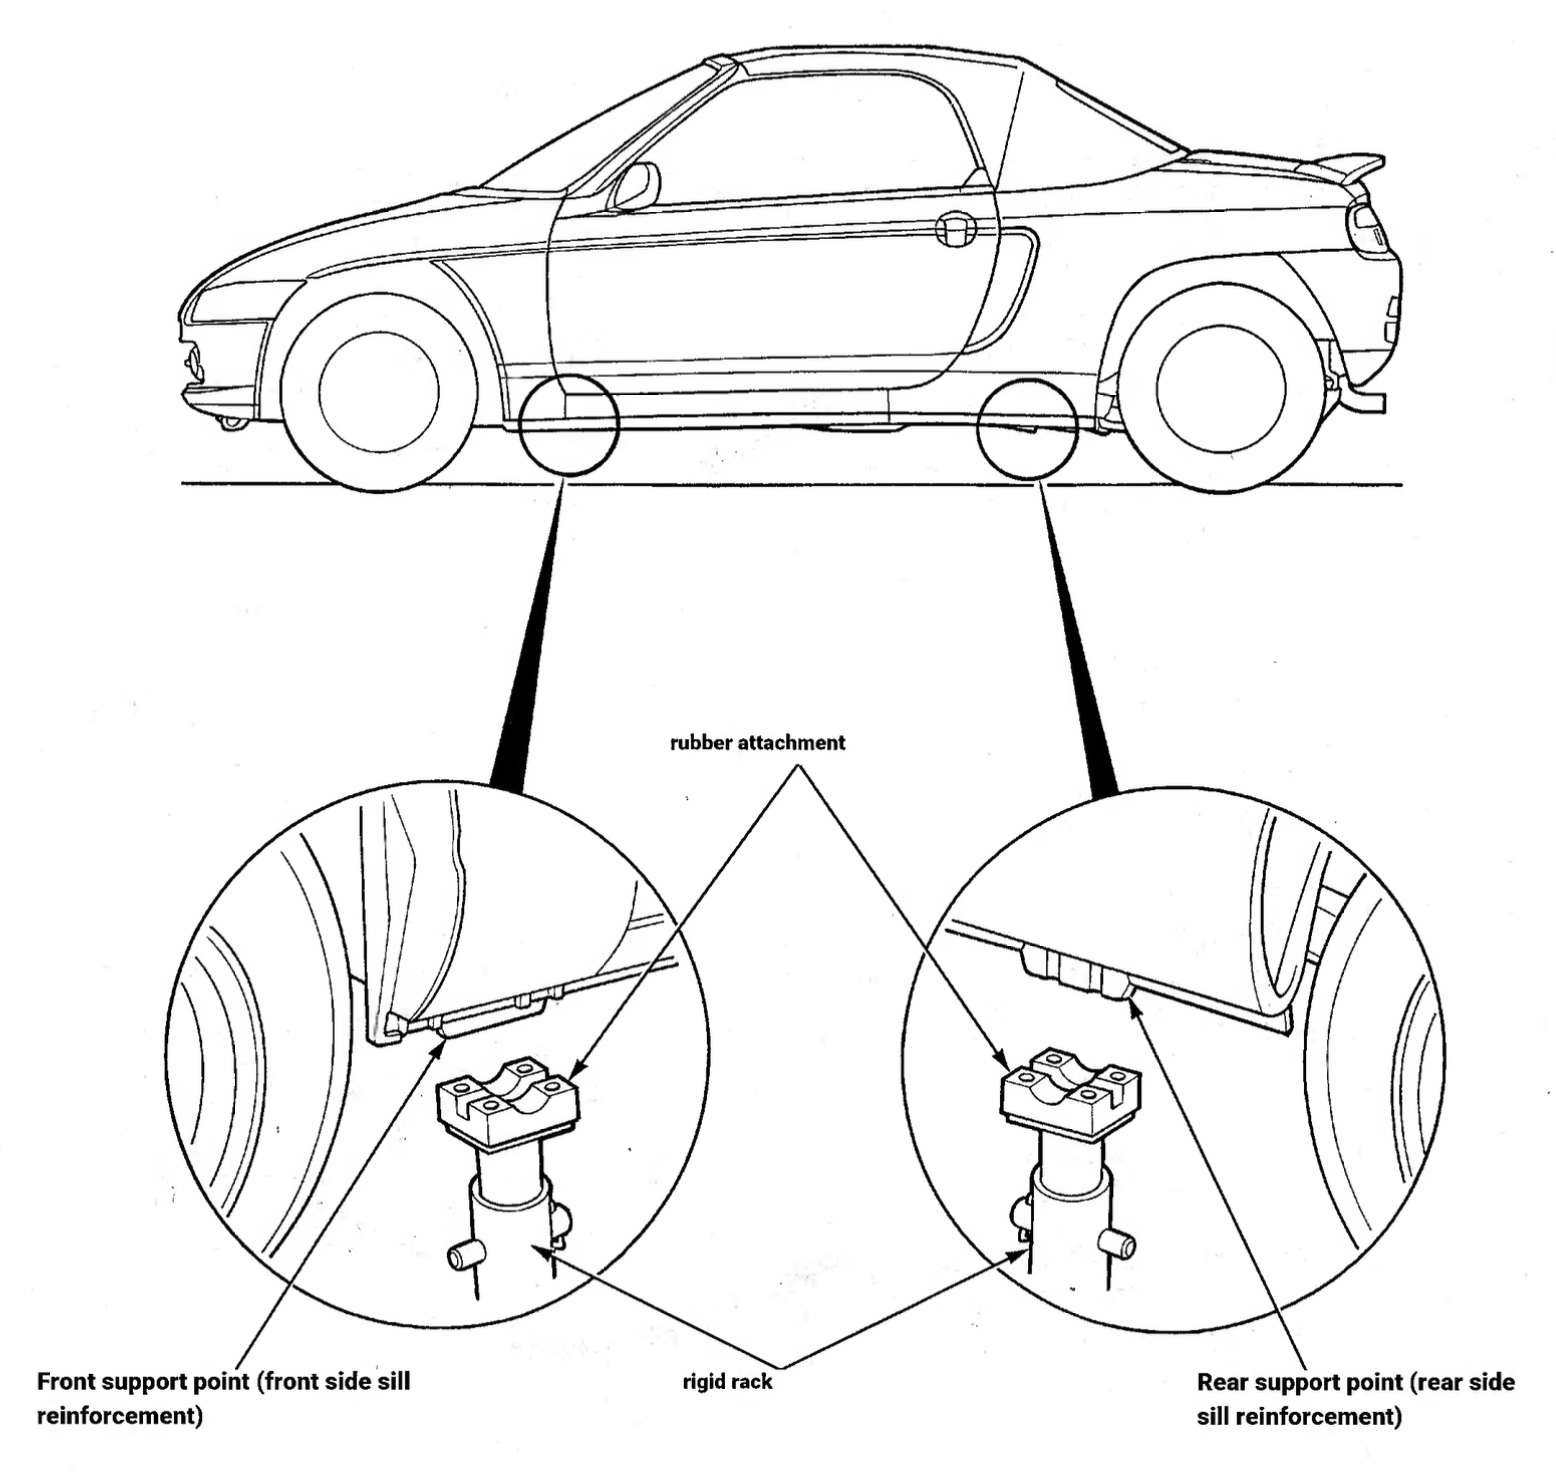 rubber attachment
Front support point (front side sill
reinforcement)
rigid rack
Rear support point (rear side
sill reinforcement)